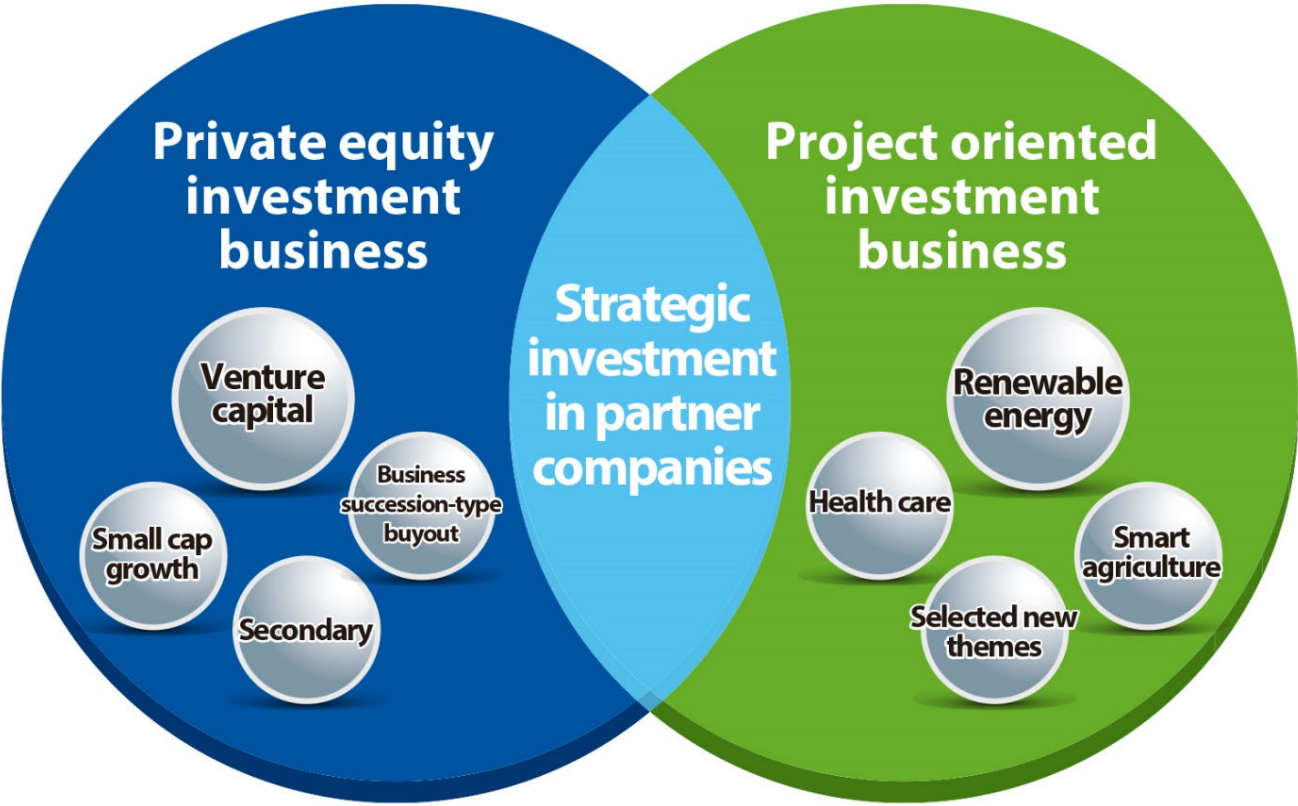 Private equity
investment
business
Venture
capital
Business
succession-type
buyout
Small cap
growth
Secondary
Strategic
investment
in partner
companies
Project oriented
investment
business
Renewable
energy
Health care
Smart
agriculture
Selected new
themes